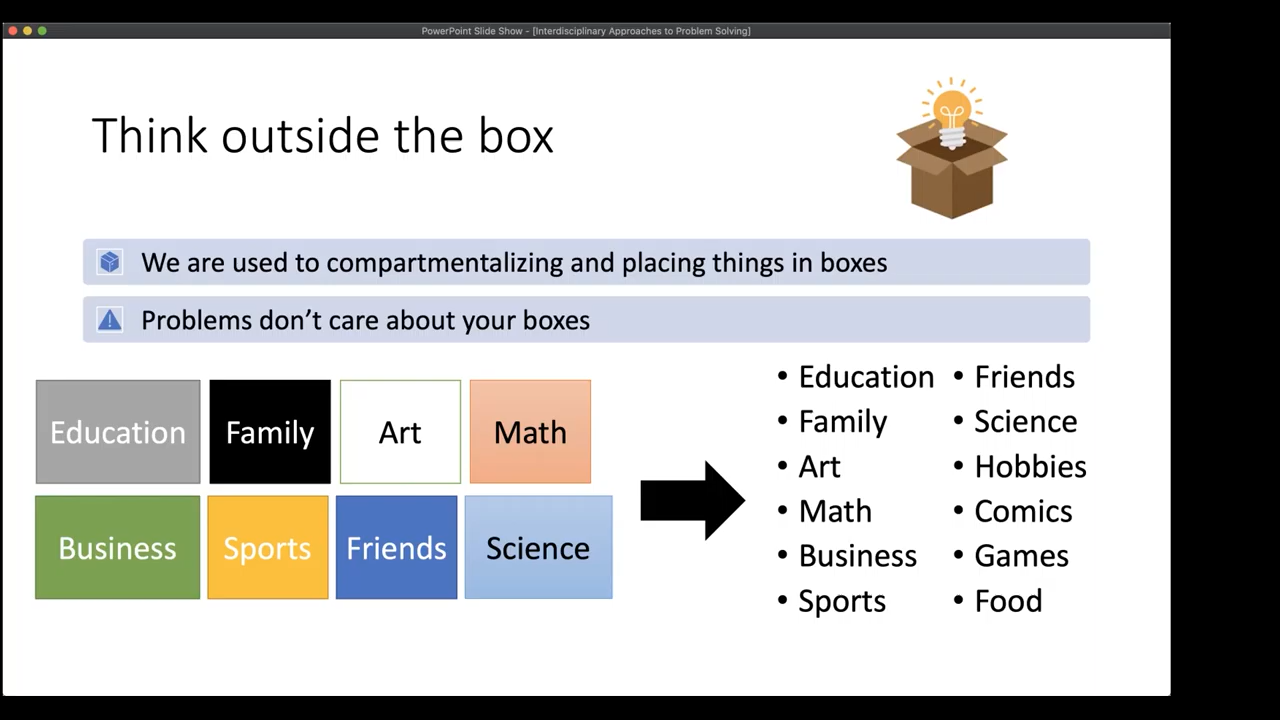 PowerPoint Slide Show - [Interdisciplinary Approaches to Problem Solving]
Think outside the box
We are used to compartmentalizing and placing things in boxes
Problems don’t care about your boxes
Education
Family
Art
Math
Business
Sports
Friends
Science
• Education
• Family
• Art
• Math
• Business
• Sports
• Friends
• Science
• Hobbies
• Comics
• Games
• Food